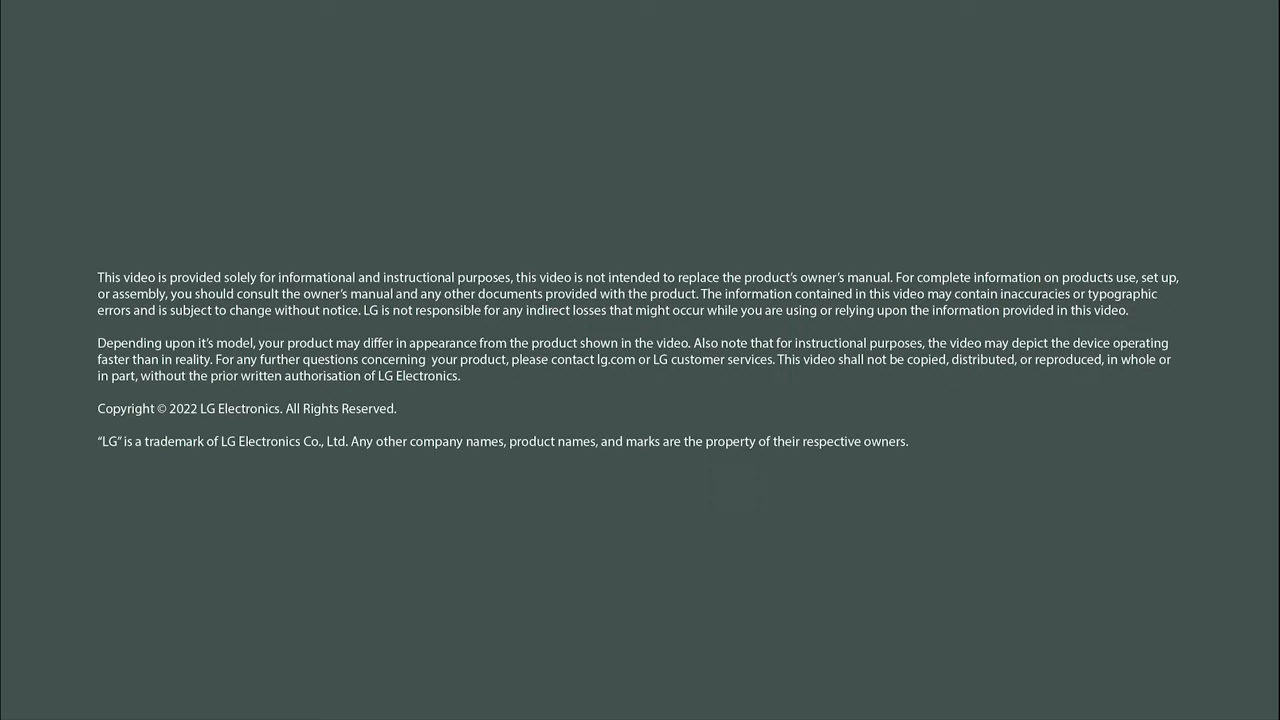 This video is provided solely for informational and instructional purposes, this video is not intended to replace the product's owner's manual. For complete information on products use, set up,
or assembly, you should consult the owner's manual and any other documents provided with the product. The information contained in this video may contain inaccuracies or typographic
errors and is subject to change without notice. LG is not responsible for any indirect losses that might occur while you are using or relying upon the information provided in this video.
Depending upon it's model, your product may differ in appearance from the product shown in the video. Also note that for instructional purposes, the video may depict the device operating
faster than in reality. For any further questions concerning  your product, please contact lg.com or LG customer services. This video shall not be copied, distributed, or reproduced, in whole or
in part, without the prior written authorisation of LG Electronics.
Copyright © 2022 LG Electronics. All Rights Reserved.
“LG“ is a trademark of LG Electronics Co., Ltd. Any other company names, product names, and marks are the property of their respective owners.